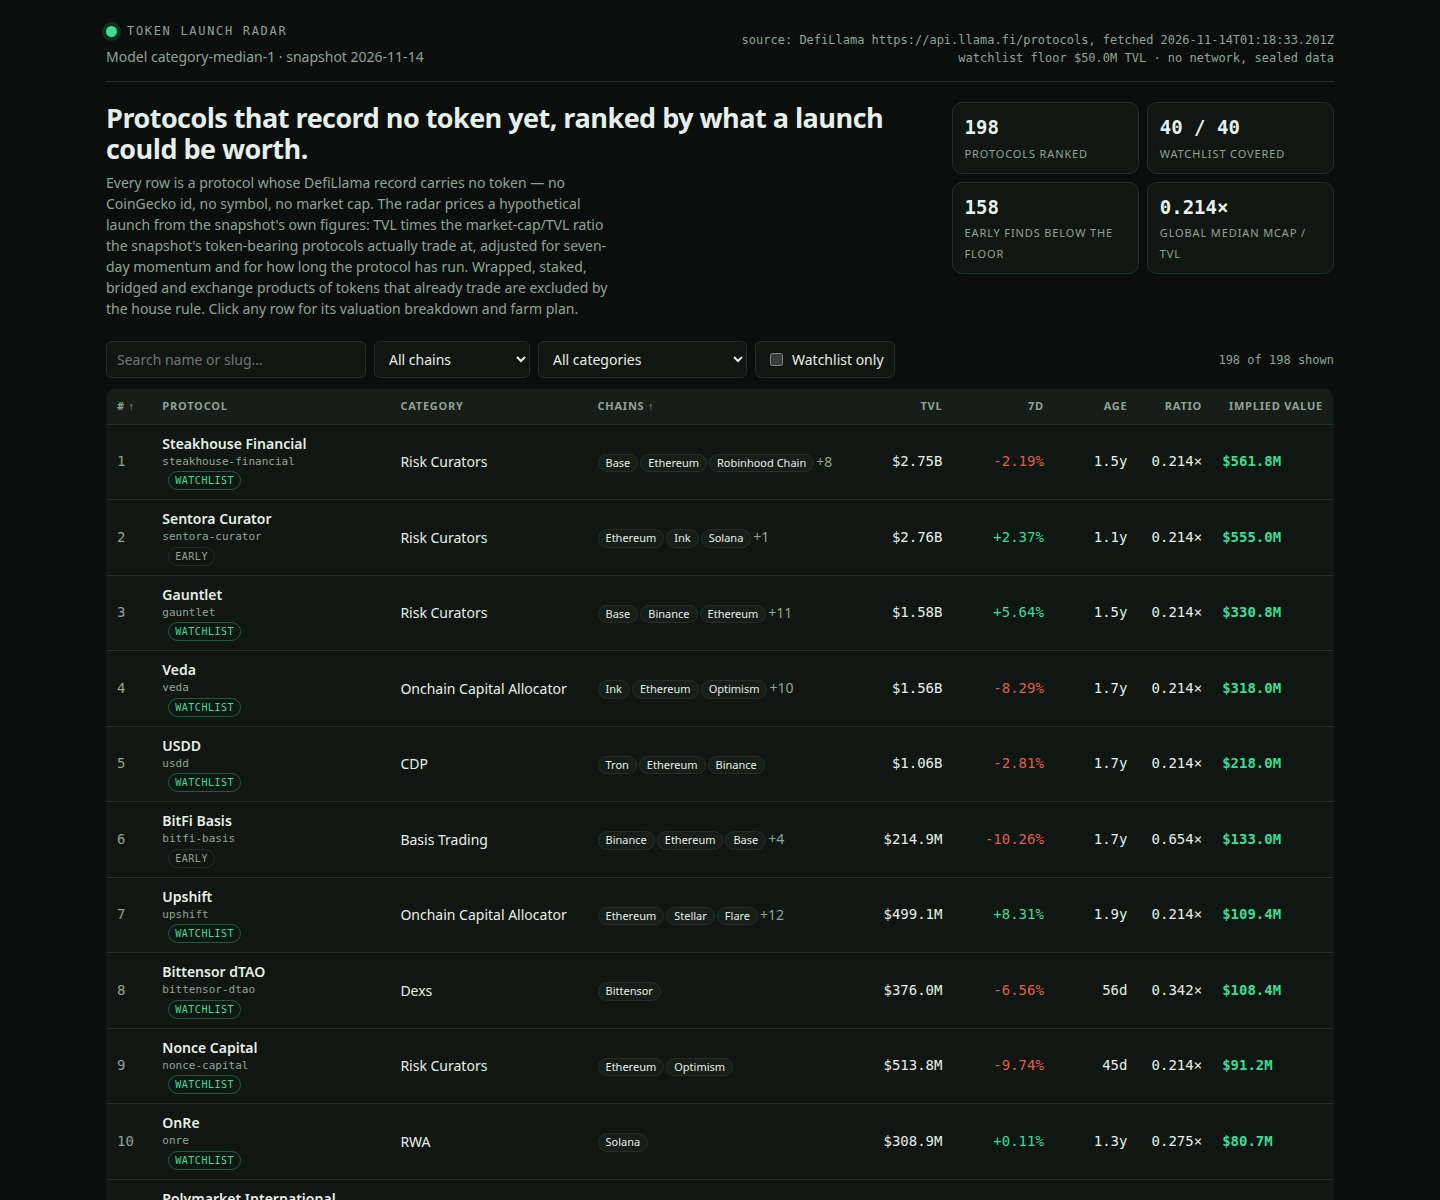 TOKEN LAUNCH RADAR
Model category-median-1 · snapshot 2026-11-14
source: DefiLlama https://api.llama.fi/protocols, fetched 2026-11-14T01:18:33.201Z
watchlist floor $50.0M TVL · no network, sealed data
Protocols that record no token yet, ranked by what a launch
could be worth.
Every row is a protocol whose DefiLlama record carries no token — no
CoinGecko id, no symbol, no market cap. The radar prices a hypothetical
launch from the snapshot's own figures: TVL times the market-cap/TVL ratio
the snapshot's token-bearing protocols actually trade at, adjusted for seven-
day momentum and for how long the protocol has run. Wrapped, staked,
bridged and exchange products of tokens that already trade are excluded by
the house rule. Click any row for its valuation breakdown and farm plan.
198
PROTOCOLS RANKED
40 / 40
WATCHLIST COVERED
158
EARLY FINDS BELOW THE
FLOOR
0.214×
GLOBAL MEDIAN MCAP /
TVL
Search name or slug... All chains All categories Watchlist only 198 of 198 shown
# ↑ PROTOCOL CATEGORY CHAINS ↑ TVL 7D AGE RATIO IMPLIED VALUE
1 Steakhouse Financial steakhouse-financial WATCHLIST Risk Curators Base Ethereum Robinhood Chain +8 $2.75B -2.19% 1.5y 0.214× $561.8M
2 Sentora Curator sentora-curator EARLY Risk Curators Ethereum Ink Solana +1 $2.76B +2.37% 1.1y 0.214× $555.0M
3 Gauntlet gauntlet WATCHLIST Risk Curators Base Binance Ethereum +11 $1.58B +5.64% 1.5y 0.214× $330.8M
4 Veda veda WATCHLIST Onchain Capital Allocator Ink Ethereum Optimism +10 $1.56B -8.29% 1.7y 0.214× $318.0M
5 USDD usdd WATCHLIST CDP Tron Ethereum Binance $1.06B -2.81% 1.7y 0.214× $218.0M
6 BitFi Basis bitfi-basis EARLY Basis Trading Binance Ethereum Base +4 $214.9M -10.26% 1.7y 0.654× $133.0M
7 Upshift upshift WATCHLIST Onchain Capital Allocator Ethereum Stellar Flare +12 $499.1M +8.31% 1.9y 0.214× $109.4M
8 Bittensor dTAO bittensor-dtao WATCHLIST Dexs Bittensor $376.0M -6.56% 56d 0.342× $108.4M
9 Nonce Capital nonce-capital WATCHLIST Risk Curators Ethereum Optimism $513.8M -9.74% 45d 0.214× $91.2M
10 OnRe onre WATCHLIST RWA Solana $308.9M +0.11% 1.3y 0.275× $80.7M
Polymarket International